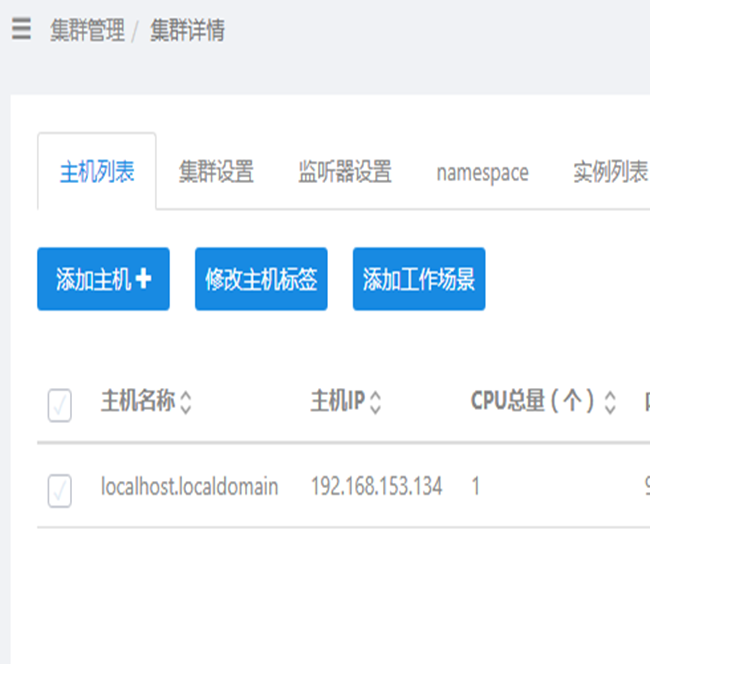 集群管理 / 集群详情
主机列表 集群设置 监听器设置 namespace 实例列表
添加主机 修改主机标签 添加工作场景
主机名称 主机IP CPU总量（个）
localhost.localdomain 192.168.153.134 1